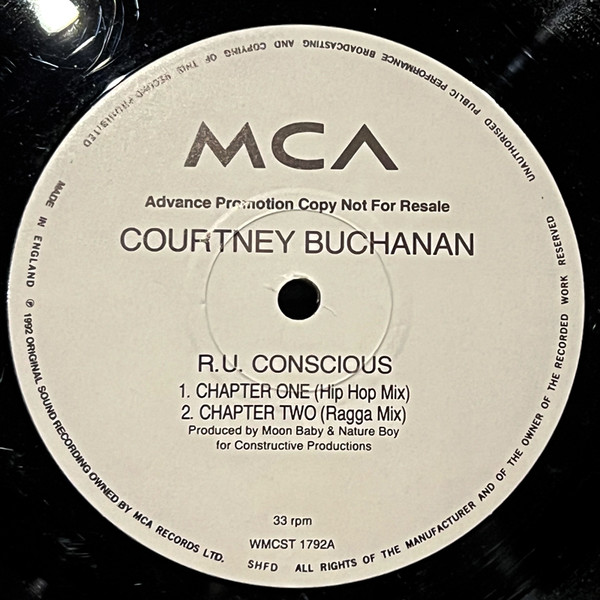 MCA
Advance Promotion Copy Not For Resale
COURTNEY BUCHANAN
R.U. CONSCIOUS
1. CHAPTER ONE (Hip Hop Mix)
2. CHAPTER TWO (Ragga Mix)
Produced by Moon Baby & Nature Boy
for Constructive Productions
33 rpm
WMCST 1792A
SHFD
MADE IN ENGLAND ℗ 1992 ORIGINAL SOUND RECORDING OWNED BY MCA RECORDS LTD.
ALL RIGHTS OF THE MANUFACTURER AND OF THE OWNER OF THE RECORDED WORK RESERVED
UNAUTHORISED PUBLIC PERFORMANCE BROADCASTING AND COPYING OF THIS RECORD PROHIBITED